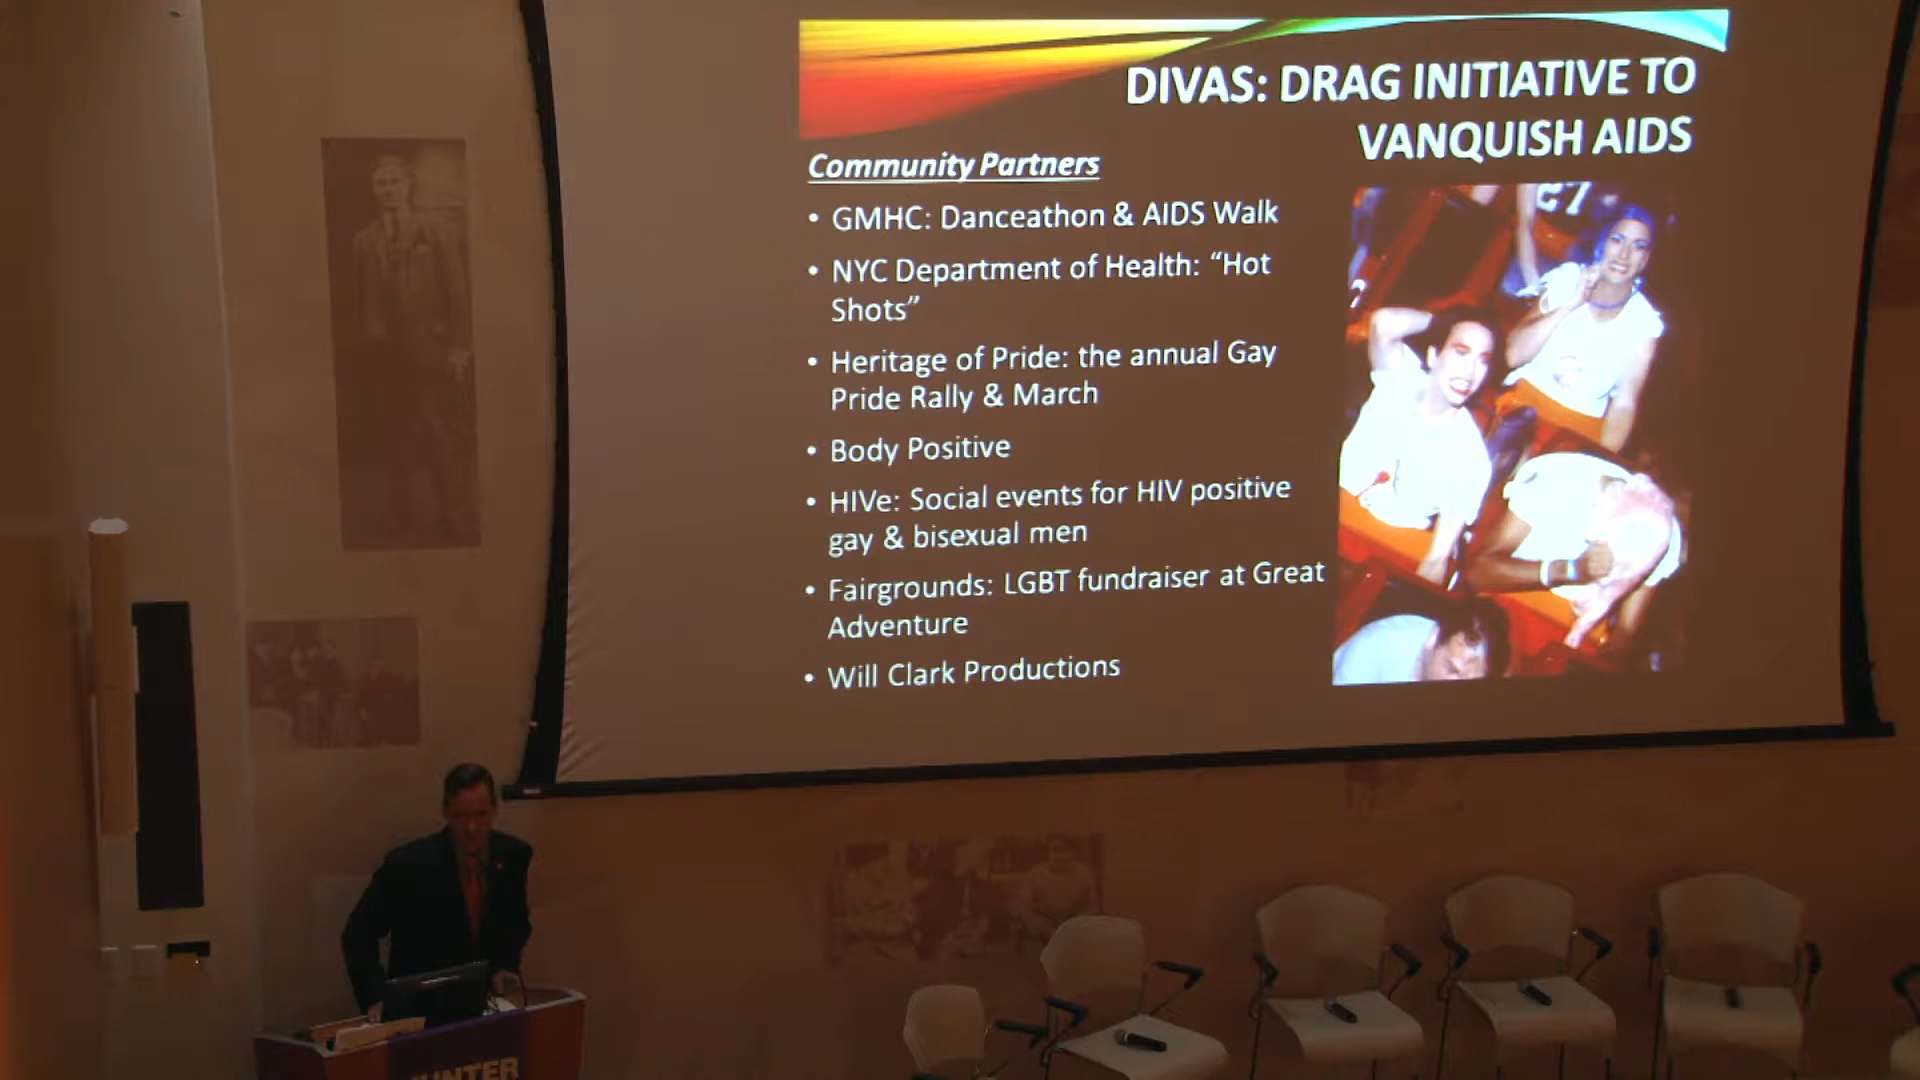 DIVAS: DRAG INITIATIVE TO
VANQUISH AIDS
Community Partners
• GMHC: Danceathon & AIDS Walk
• NYC Department of Health: “Hot
Shots”
• Heritage of Pride: the annual Gay
Pride Rally & March
• Body Positive
• HIVe: Social events for HIV positive
gay & bisexual men
• Fairgrounds: LGBT fundraiser at Great
Adventure
• Will Clark Productions
27
HUNTER